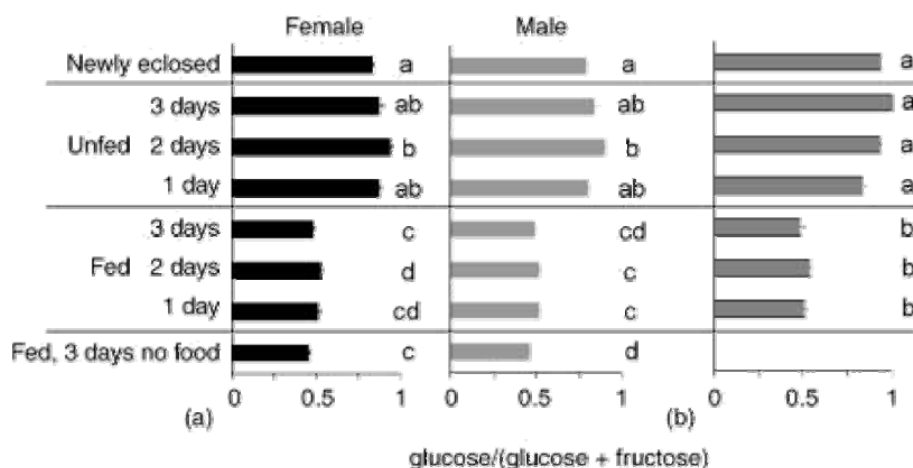 Female Male
Newly eclosed a a a
3 days ab ab a
Unfed 2 days b b a
1 day ab ab a
3 days c cd b
Fed 2 days d c b
1 day cd c b
Fed, 3 days no food c d
0 0.5 1 0 0.5 1 0 0.5 1
(a) (b)
glucose/(glucose + fructose)